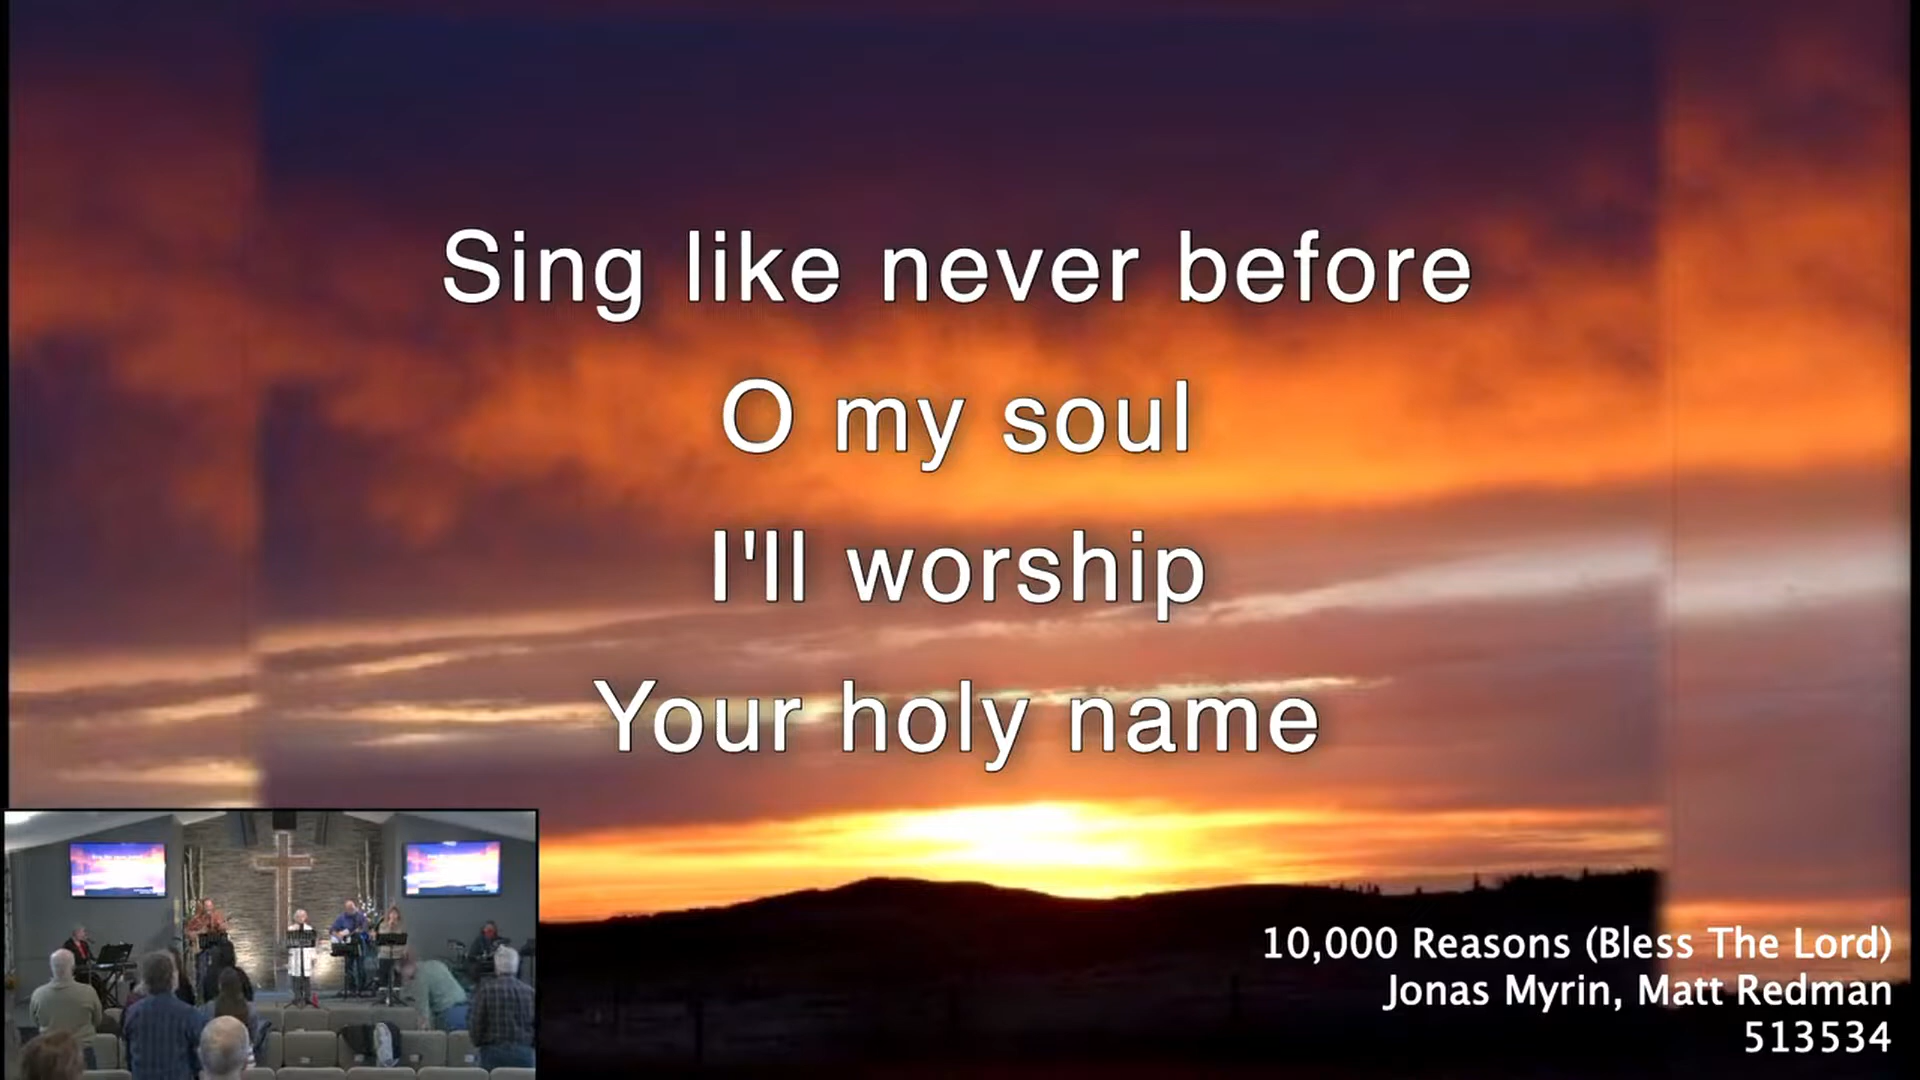 Sing like never before
O my soul
I'll worship
Your holy name
10,000 Reasons (Bless The Lord)
Jonas Myrin, Matt Redman
513534